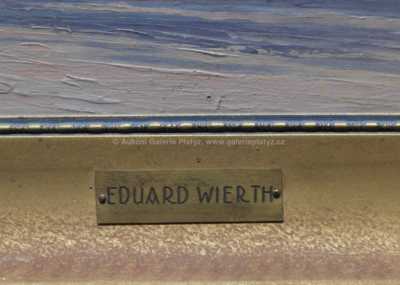 © Aukční Galerie Platýz, www.galerieplatyz.cz
EDUARD WIERTH